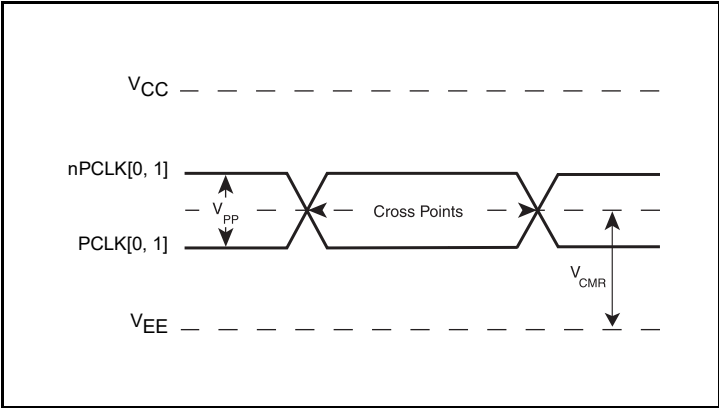 VCC
nPCLK[0, 1]
VPP
Cross Points
PCLK[0, 1]
VCMR
VEE